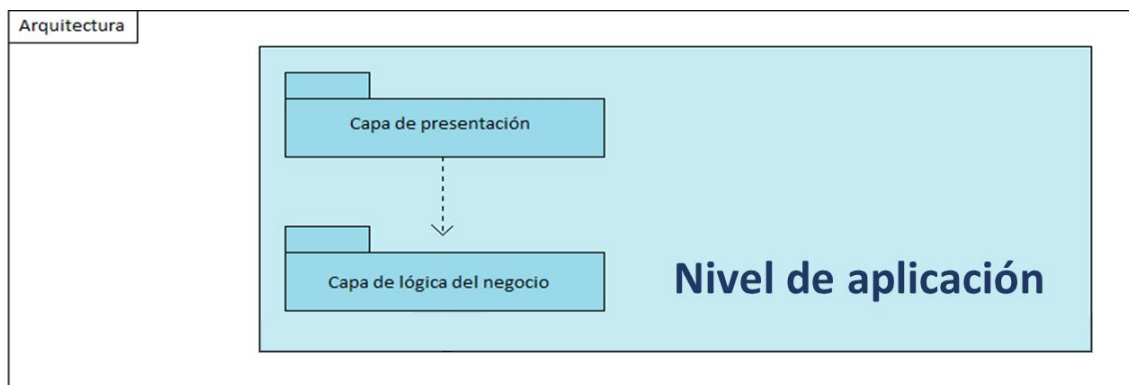 Arquitectura
Capa de presentación
Capa de lógica del negocio
Nivel de aplicación